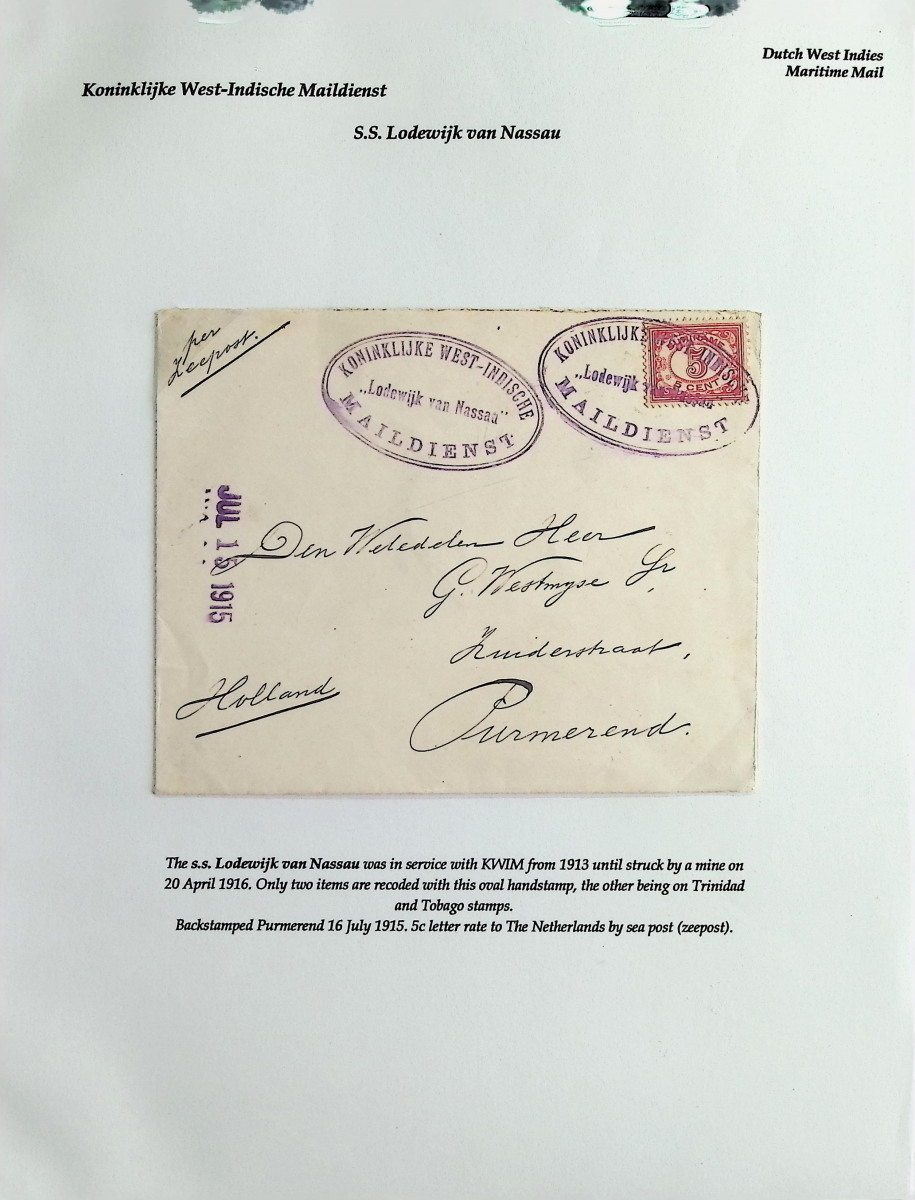 Dutch West Indies
Maritime Mail
Koninklijke West-Indische Maildienst
S.S. Lodewijk van Nassau
per
Zeepost.
KONINKLIJKE WEST-INDISCHE
„Lodewijk van Nassau"
MAILDIENST
KONINKLIJK INDIS
„Lodewijk
MAILDIENST
SURINAME
5
5 CENT
JUL 1 1915
Den Weledelen Heer
G. Westmyse Sr,
Zuiderstraat,
Holland
Purmerend.
The s.s. Lodewijk van Nassau was in service with KWIM from 1913 until struck by a mine on
20 April 1916. Only two items are recoded with this oval handstamp, the other being on Trinidad
and Tobago stamps.
Backstamped Purmerend 16 July 1915. 5c letter rate to The Netherlands by sea post (zeepost).